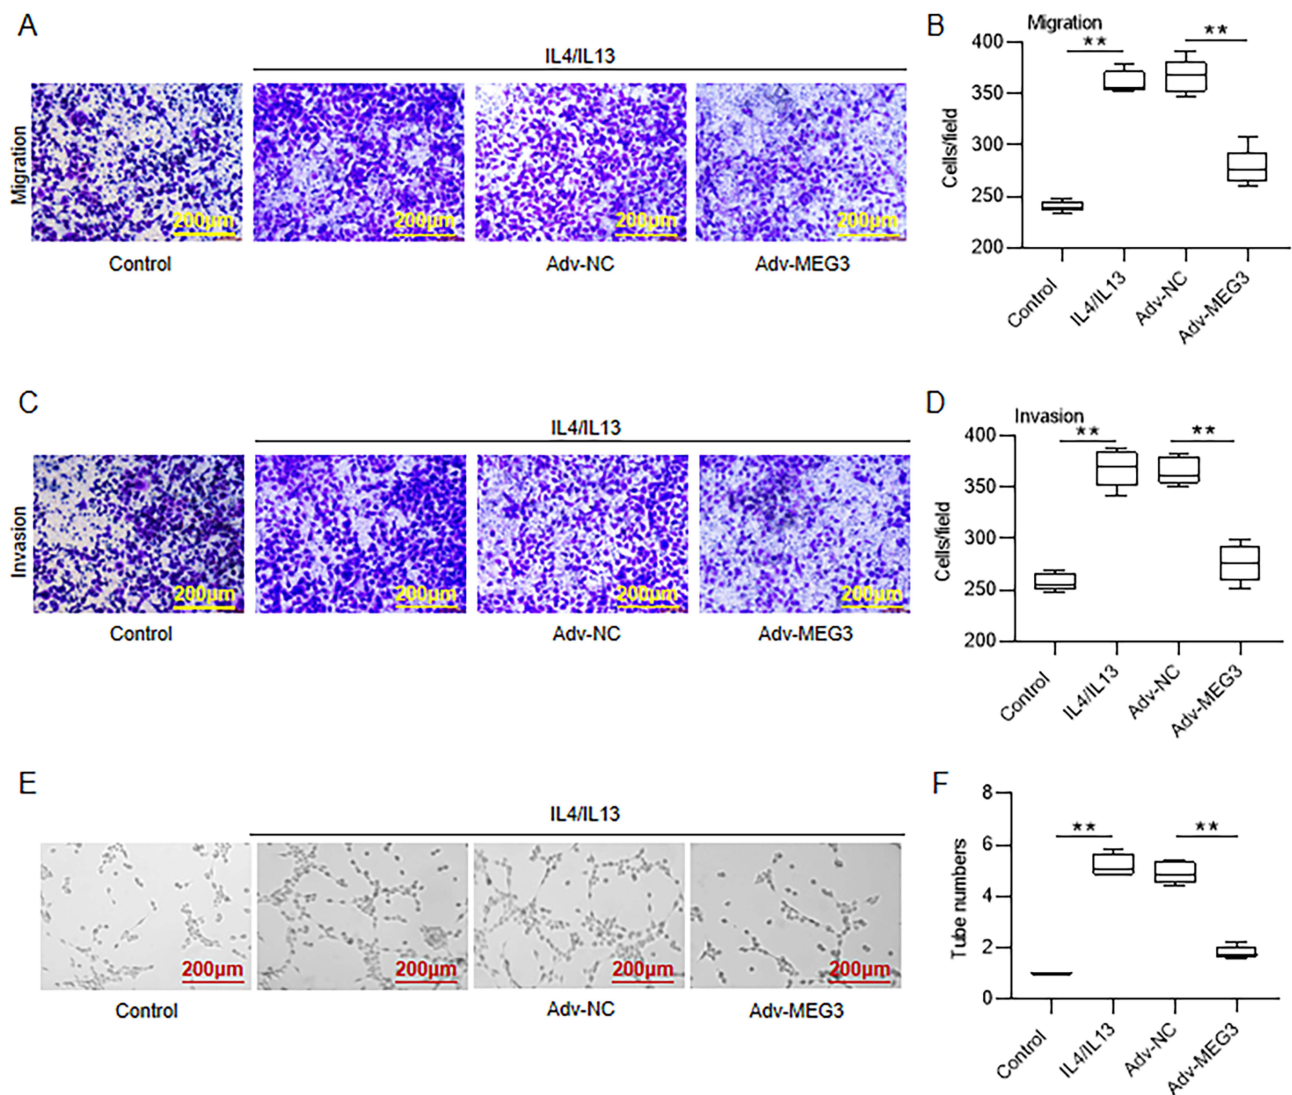 A
IL4/IL13
Migration
200μm
200μm
200μm
200μm
Control
Adv-NC
Adv-MEG3
B
Migration
**
**
Cells/field
400
350
300
250
200
Control
IL4/IL13
Adv-NC
Adv-MEG3
C
IL4/IL13
Invasion
200μm
200μm
200μm
200μm
Control
Adv-NC
Adv-MEG3
D
Invasion
**
**
Cells/field
400
350
300
250
200
Control
IL4/IL13
Adv-NC
Adv-MEG3
E
IL4/IL13
200μm
200μm
200μm
200μm
Control
Adv-NC
Adv-MEG3
F
**
**
Tube numbers
8
6
4
2
0
Control
IL4/IL13
Adv-NC
Adv-MEG3